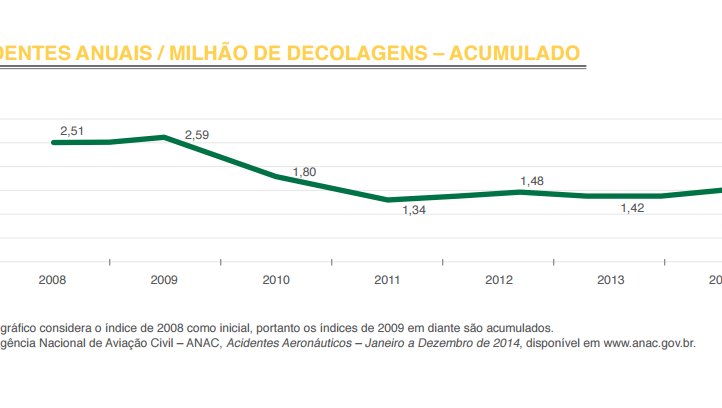 DENTES ANUAIS / MILHÃO DE DECOLAGENS – ACUMULADO
2,51
2,59
1,80
1,34
1,48
1,42
2008 2009 2010 2011 2012 2013 20
gráfico considera o índice de 2008 como inicial, portanto os índices de 2009 em diante são acumulados.
gência Nacional de Aviação Civil – ANAC, Acidentes Aeronáuticos – Janeiro a Dezembro de 2014, disponível em www.anac.gov.br.